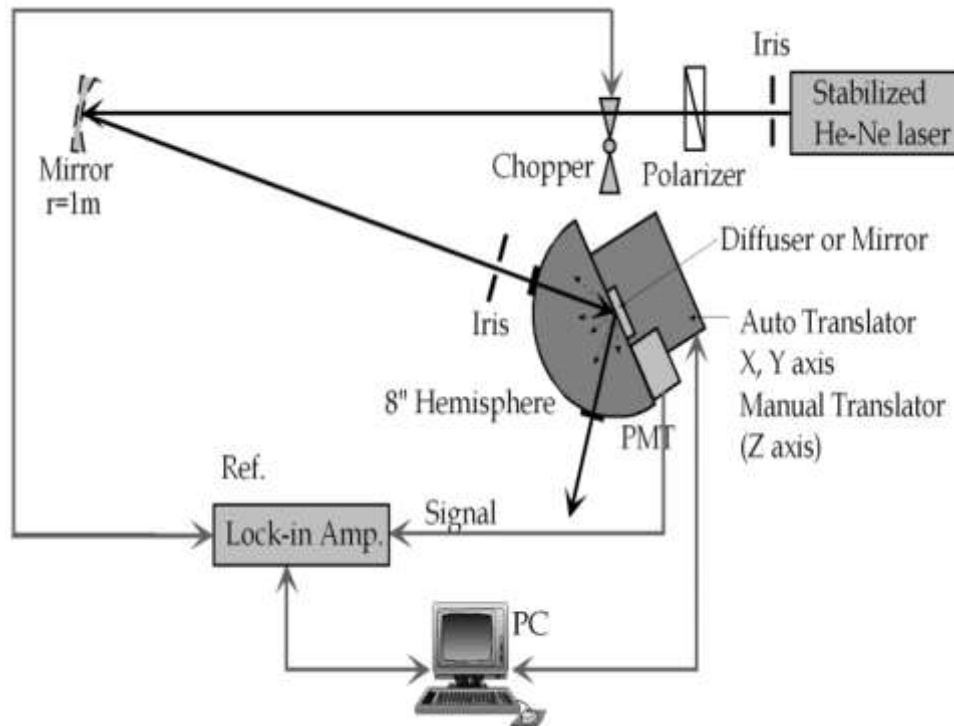 Iris
Stabilized
He-Ne laser
Mirror
r=1m
Chopper
Polarizer
Diffuser or Mirror
Iris
Auto Translator
X, Y axis
Manual Translator
(Z axis)
8" Hemisphere
PMT
Ref.
Lock-in Amp.
Signal
PC